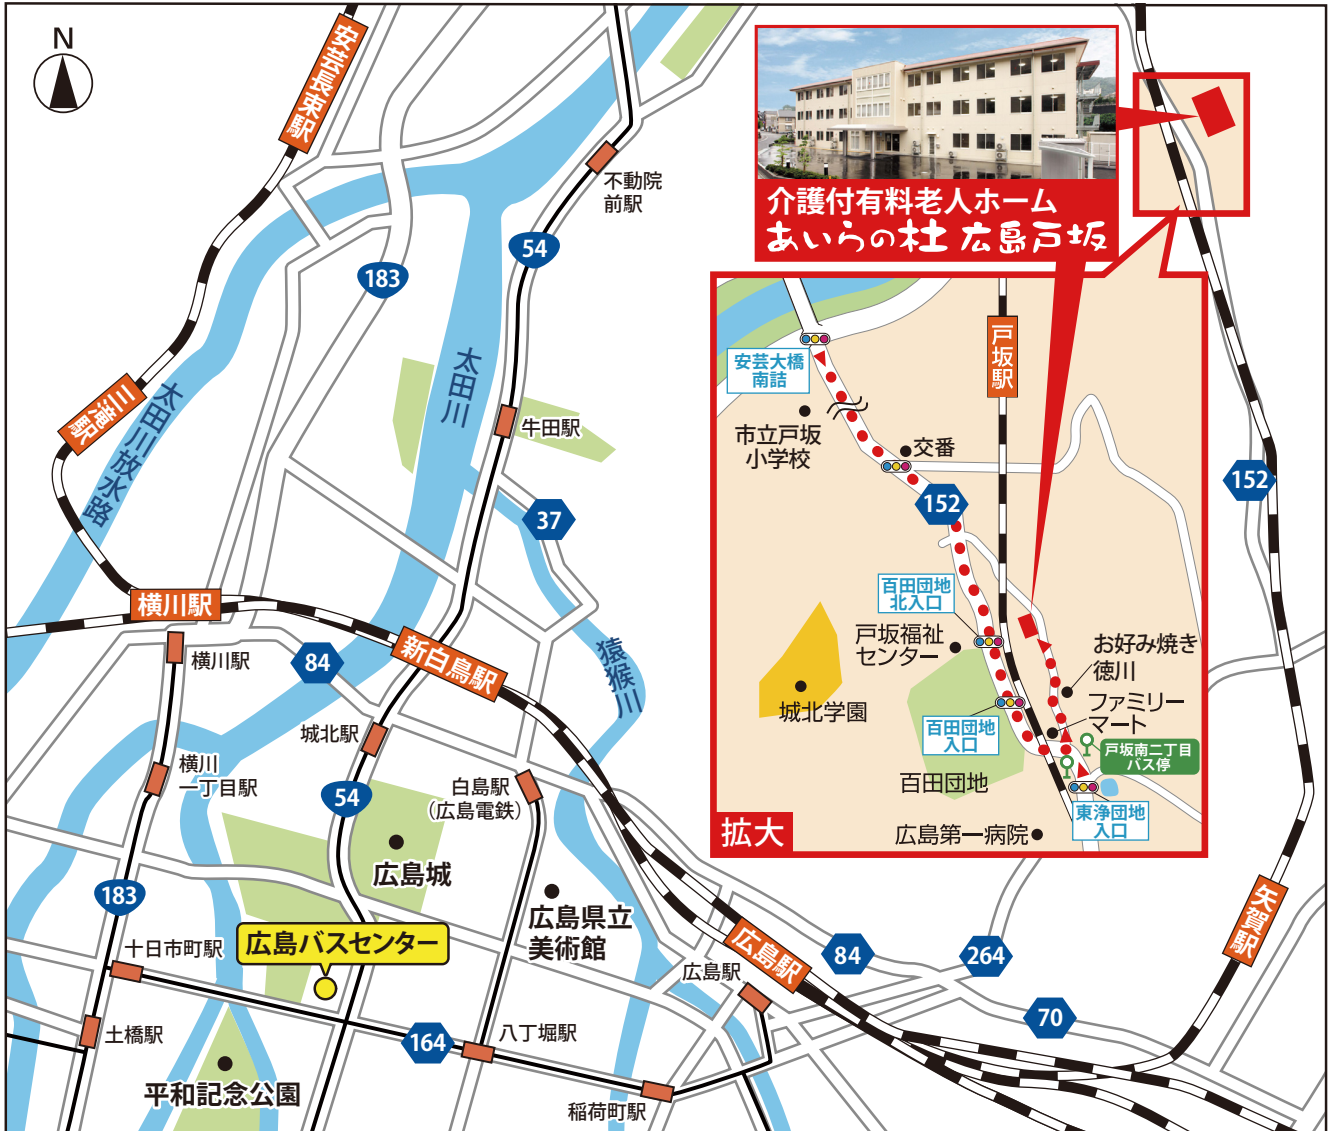 N
安芸長束駅
不動院
前駅
54
183
太田川
太田川放水路
三滝駅
牛田駅
37
横川駅
横川駅
84
新白島駅
猿猴川
城北駅
横川
一丁目駅
54
白島駅
(広島電鉄)
広島城
183
広島県立
美術館
十日市町駅
広島バスセンター
土橋駅
平和記念公園
164
八丁堀駅
稲荷町駅
広島駅
広島駅
84
264
70
矢賀駅
152
介護付有料老人ホーム
あいらの杜 広島戸坂
安芸大橋
南詰
戸坂駅
市立戸坂
小学校
交番
152
百田団地
北入口
戸坂福祉
センター
お好み焼き
徳川
ファミリー
マート
城北学園
百田団地
入口
戸坂南二丁目
バス停
百田団地
東浄団地
入口
広島第一病院
拡大